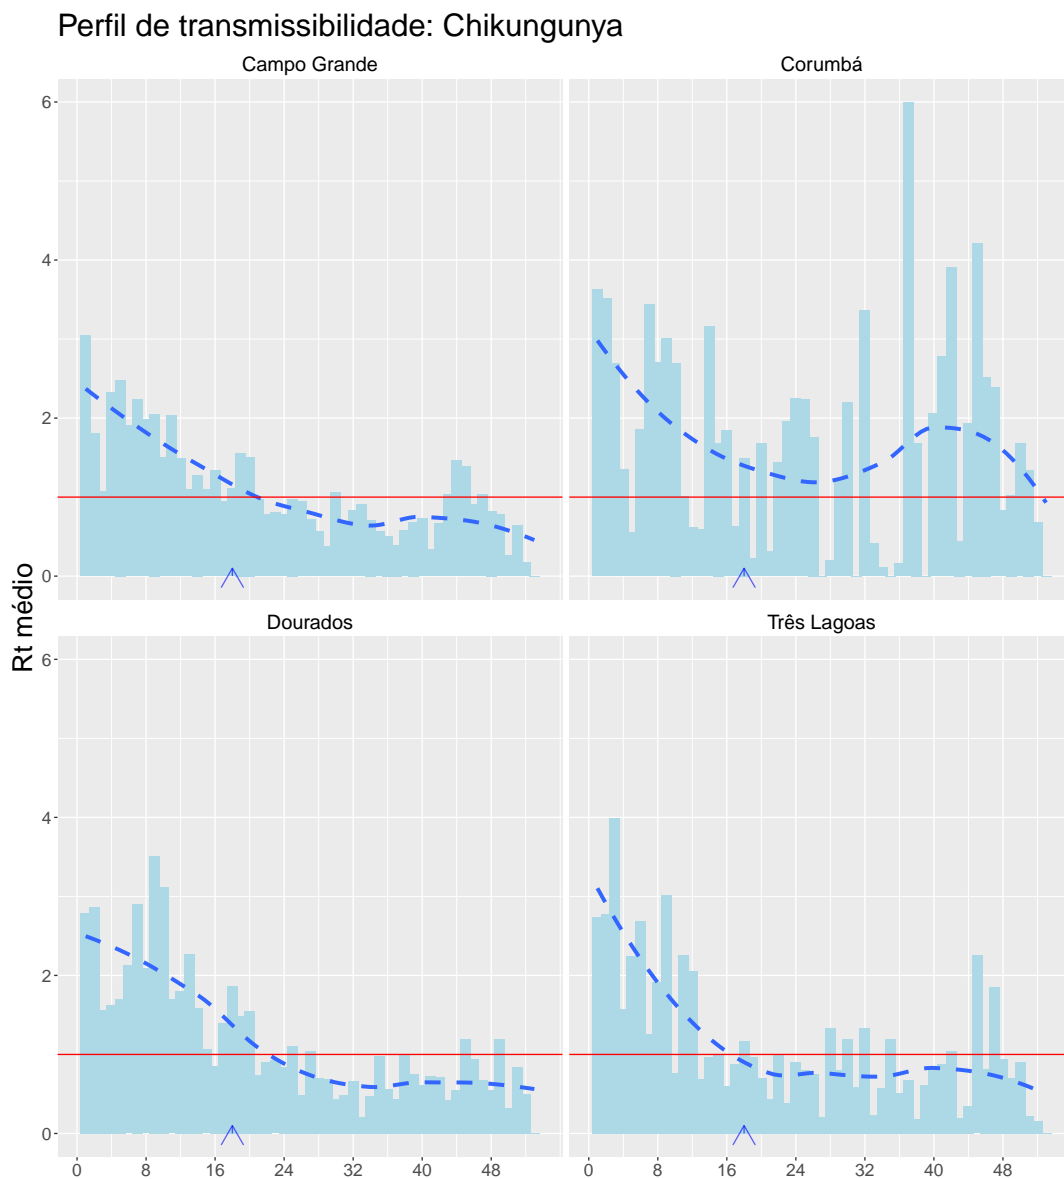 Perfil de transmissibilidade: Chikungunya
Campo Grande
Corumbá
6
4
2
0
Rt médio
Dourados
Três Lagoas
6
4
2
0
0 8 16 24 32 40 48
0 8 16 24 32 40 48